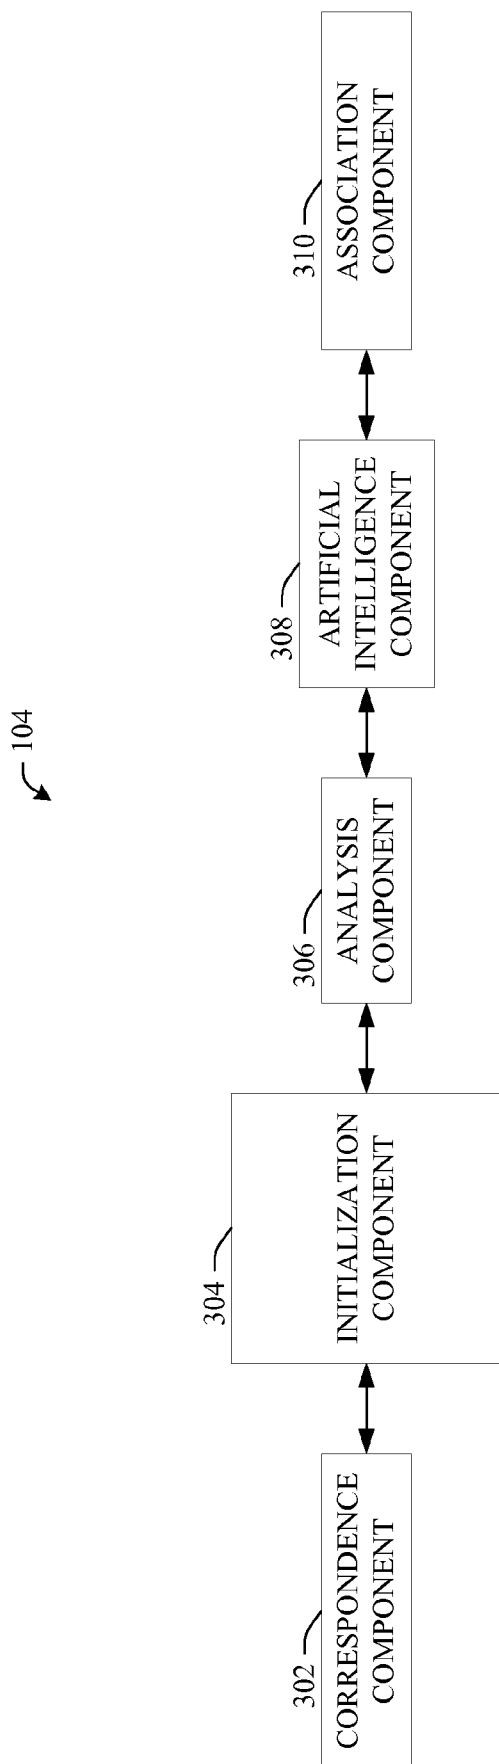 104
302
CORRESPONDENCE
COMPONENT
304
INITIALIZATION
COMPONENT
306
ANALYSIS
COMPONENT
308
ARTIFICIAL
INTELLIGENCE
COMPONENT
310
ASSOCIATION
COMPONENT